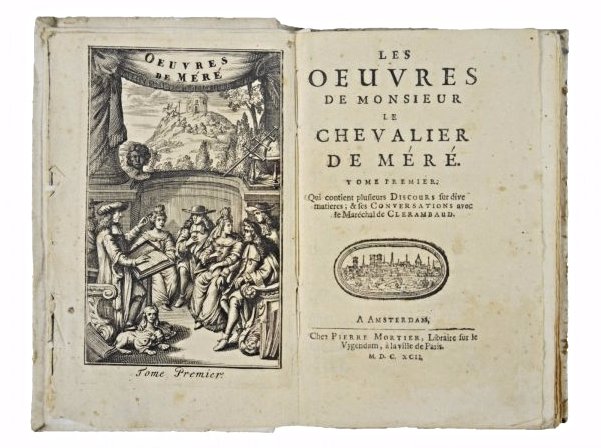 OEUVRES
DE MÉRÉ
Tome Premier.
LES
OEUVRES
DE MONSIEUR
LE
CHEVALIER
DE MÉRÉ.
TOME PREMIER;
Qui contient plusieurs DISCOURS sur dive
matieres; & ses CONVERSATIONS avec
le Maréchal de CLERAMBAUD.
A AMSTERDAM,
Chez PIERRE MORTIER, Libraire sur le
Vygendam, à la ville de Paris.
M. D. C. XCII.